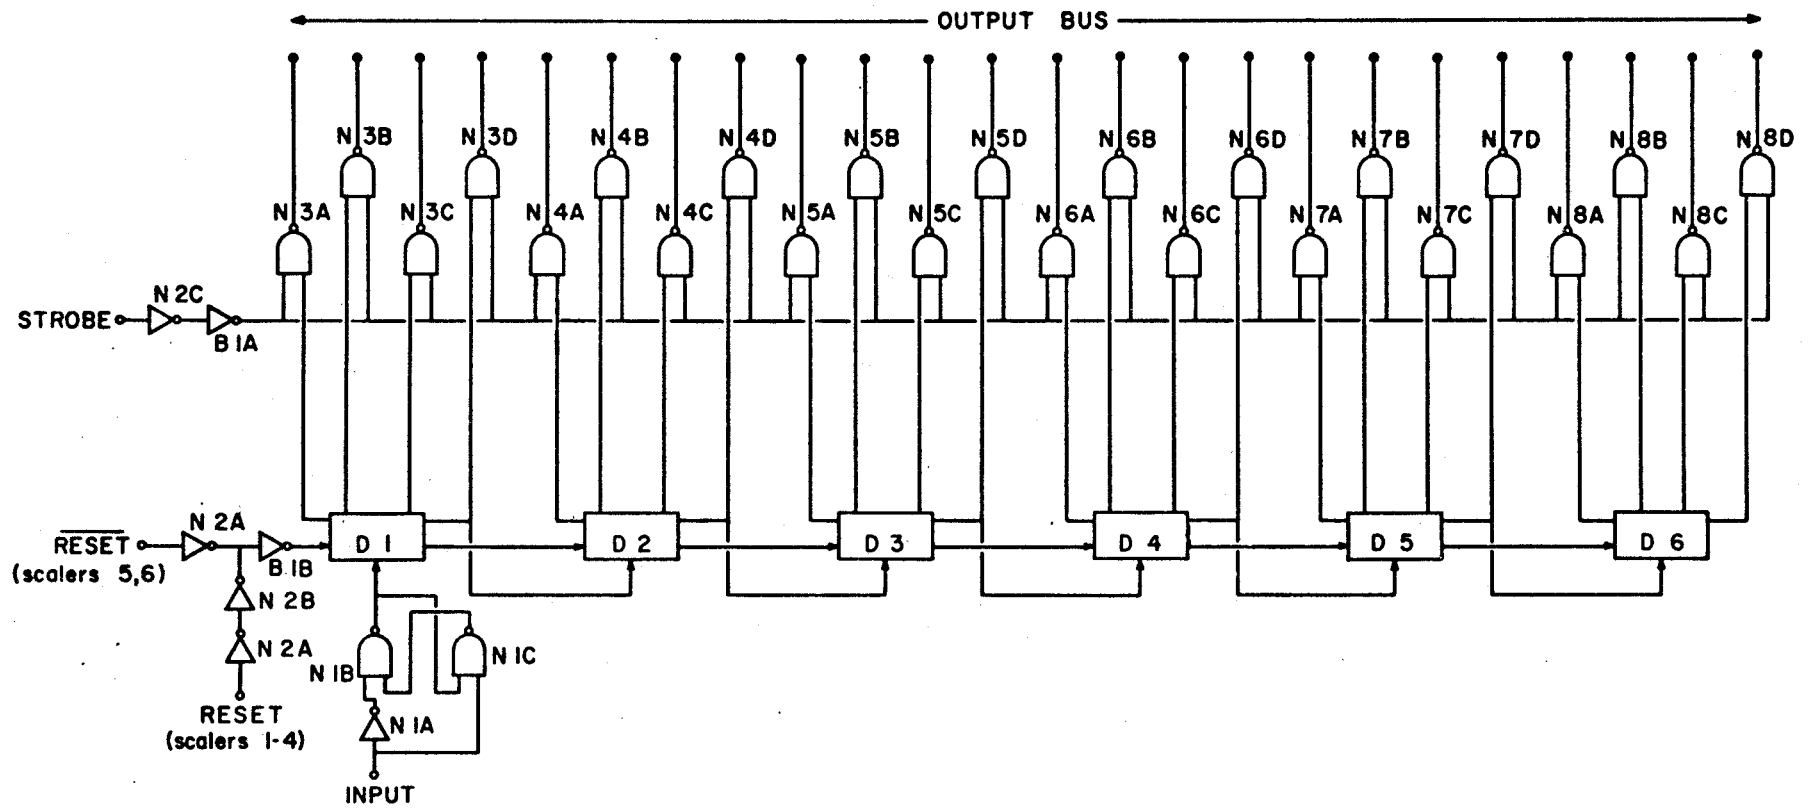 OUTPUT BUS
N 3B N 3D N 4B N 4D N 5B N 5D N 6B N 6D N 7B N 7D N 8B N 8D
N 3A N 3C N 4A N 4C N 5A N 5C N 6A N 6C N 7A N 7C N 8A N 8C
N 2C
STROBE
B 1A
N 2A
RESET
(scalers 5,6)
B 1B
D 1 D 2 D 3 D 4 D 5 D 6
N 2B
N 2A
N 1B
N 1C
RESET
(scalers 1-4)
N 1A
INPUT